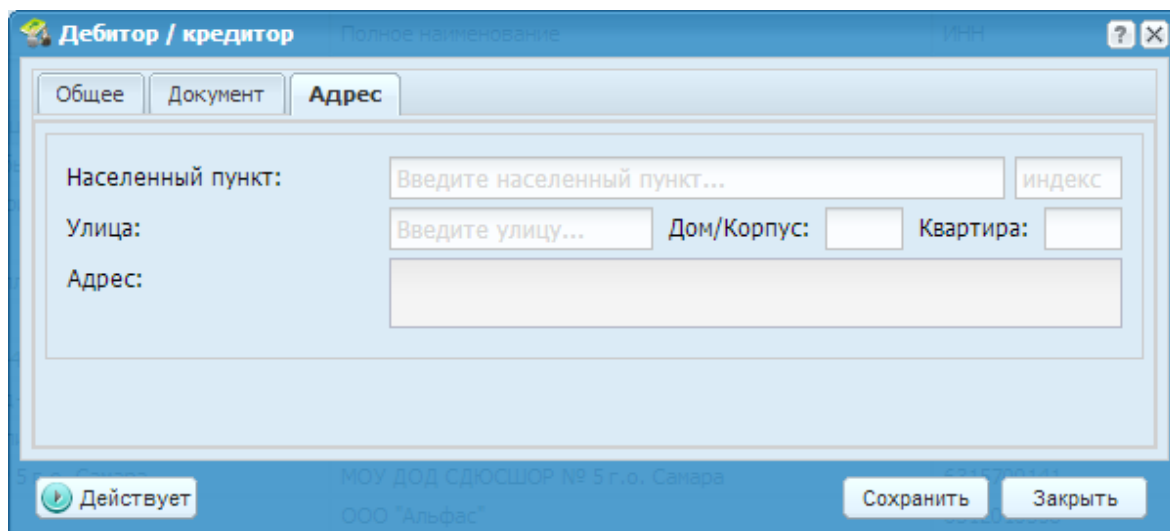 Дебитор / кредитор
Полное наименование ИНН
?
Общее Документ Адрес
Населенный пункт: Введите населенный пункт... индекс
Улица: Введите улицу... Дом/Корпус: Квартира:
Адрес:
МОУ ДОД СДЮСШОР № 5 г.о. Самара
Действует Сохранить Закрыть
ООО "Альфас"